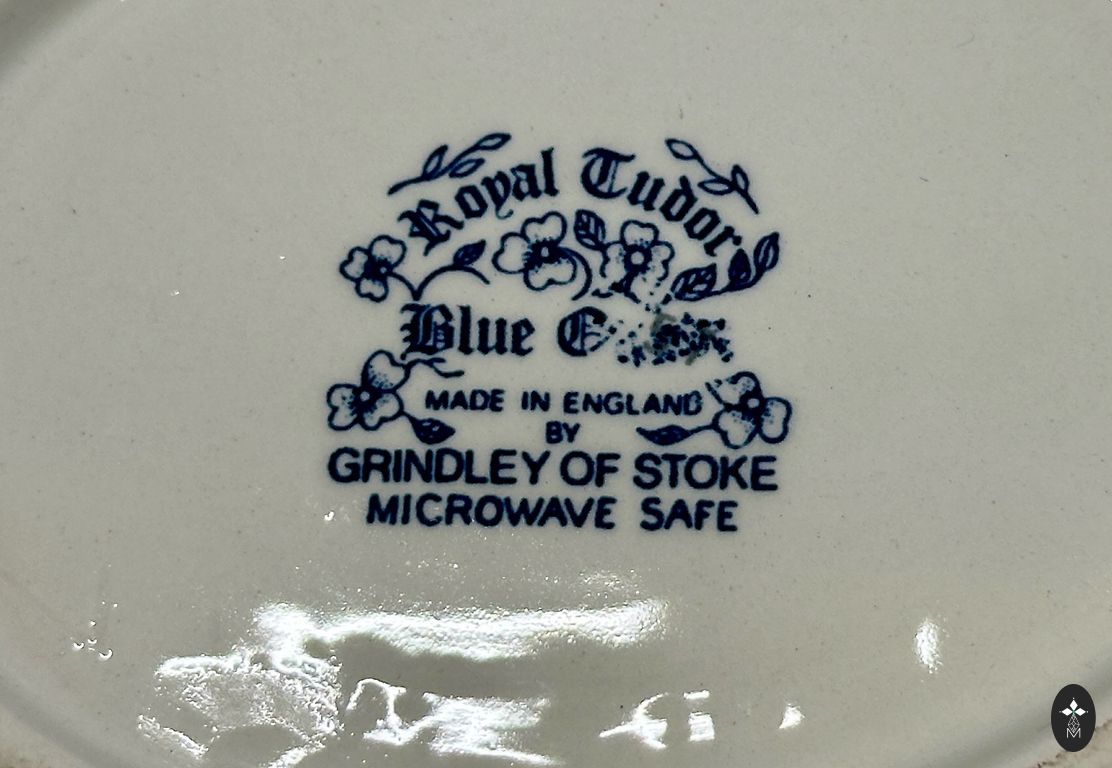 Royal Tudor
Blue
MADE IN ENGLAND
BY
GRINDLEY OF STOKE
MICROWAVE SAFE
M